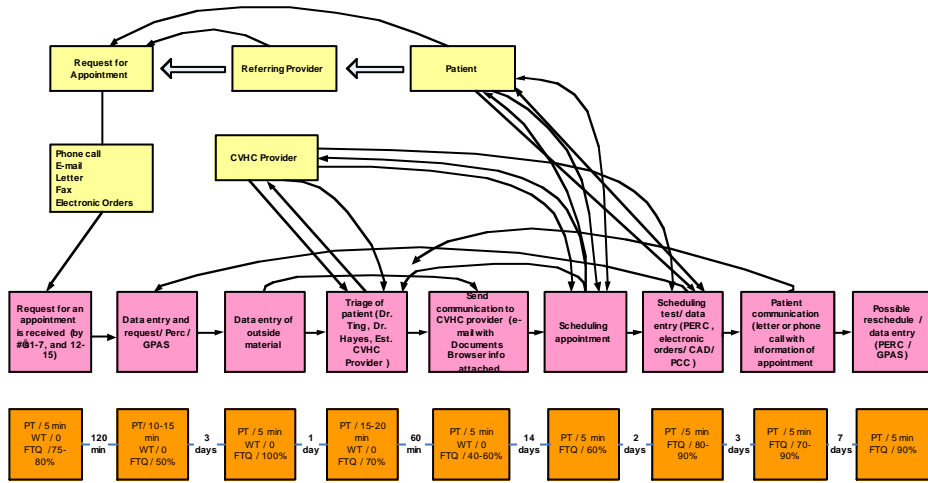 Request for
Appointment
Referring Provider
Patient
Phone call
E-mail
Letter
Fax
Electronic Orders
CVHC Provider
Request for an
appointment
is received (by
#@1-7, and 12-
15)
Data entry and
request/ Perc/
GPAS
Data entry of
outside
material
Triage of
patient (Dr.
Ting, Dr.
Hayes, Est.
CVHC
Provider )
Send
communication to
CVHC provider (e-
mail with
Documents
Browser info
attached
Scheduling
appointment
Scheduling
test/ data
entry (PERC ,
electronic
orders/ CAD/
PCC )
Patient
communication
(letter or phone
call with
information of
appointment
Possible
reschedule /
data entry
(PERC /
GPAS)
PT / 5 min
WT / 0
FTQ /75-
80%
120
min
PT/ 10-15
min
WT / 0
FTQ / 50%
3
days
PT / 5 min
WT / 0
FTQ / 100%
1
day
PT / 15-20
min
WT / 0
FTQ / 70%
60
min
PT / 5 min
WT / 0
FTQ / 40-60%
14
days
PT / 5 min
FTQ / 60%
2
days
PT /5 min
FTQ / 80-
90%
3
days
PT / 5 min
FTQ / 70-
90%
7
days
PT / 5 min
FTQ / 90%